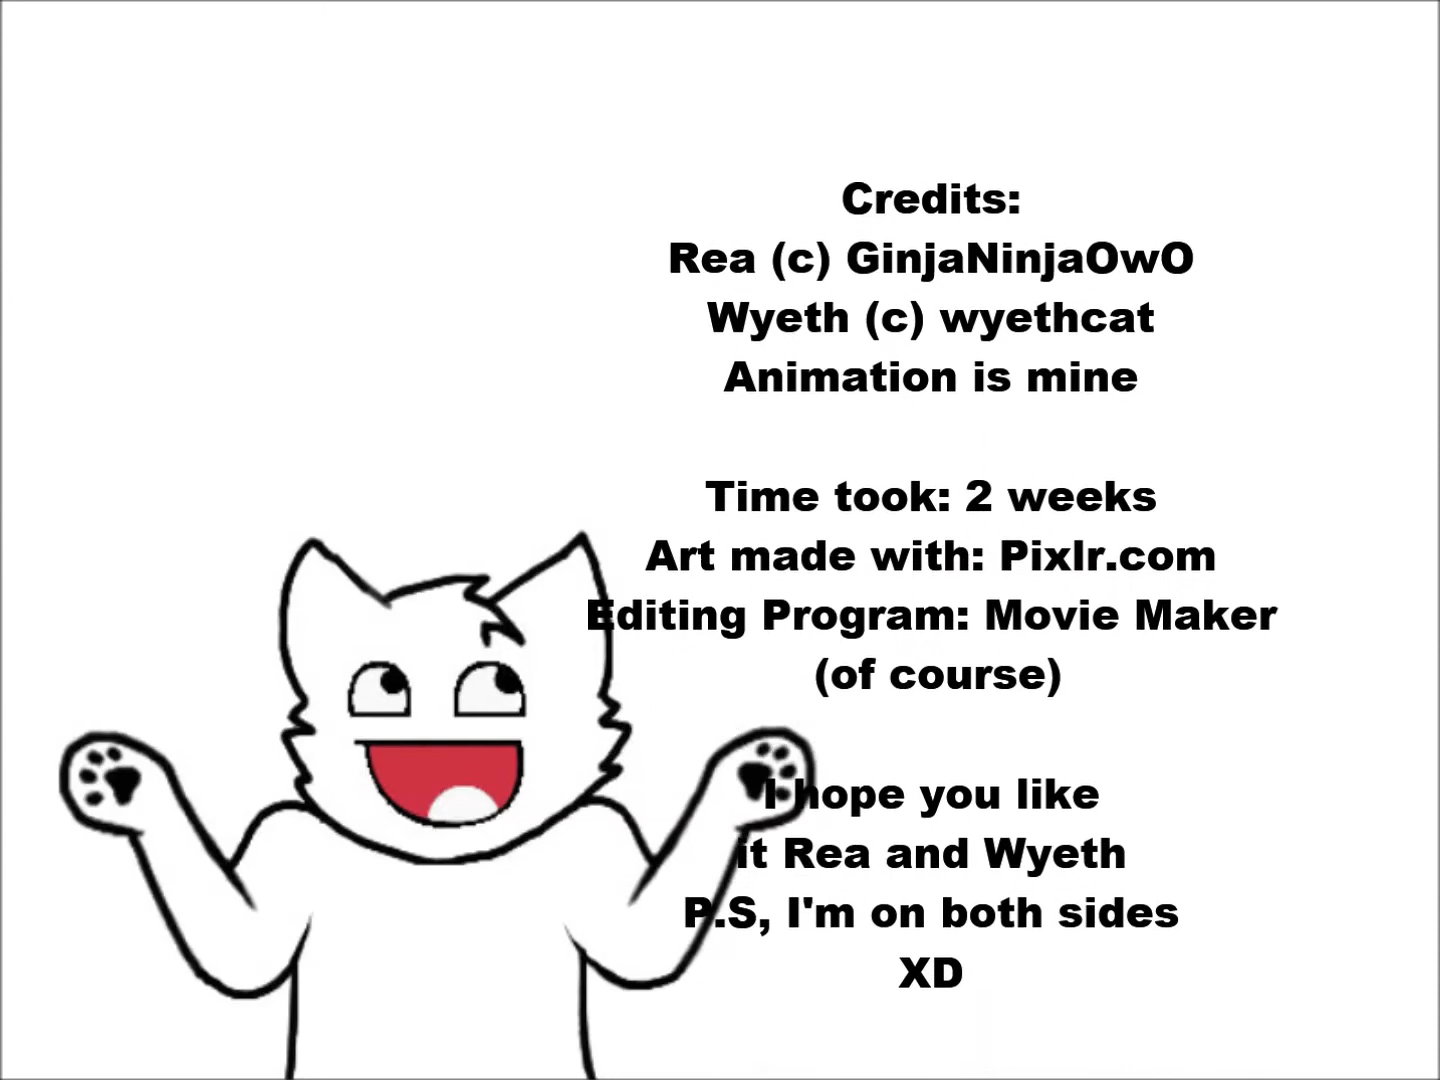 Credits:
Rea (c) GinjaNinjaOwO
Wyeth (c) wyethcat
Animation is mine
Time took: 2 weeks
Art made with: Pixlr.com
Editing Program: Movie Maker
(of course)
I hope you like
it Rea and Wyeth
P.S, I'm on both sides
XD